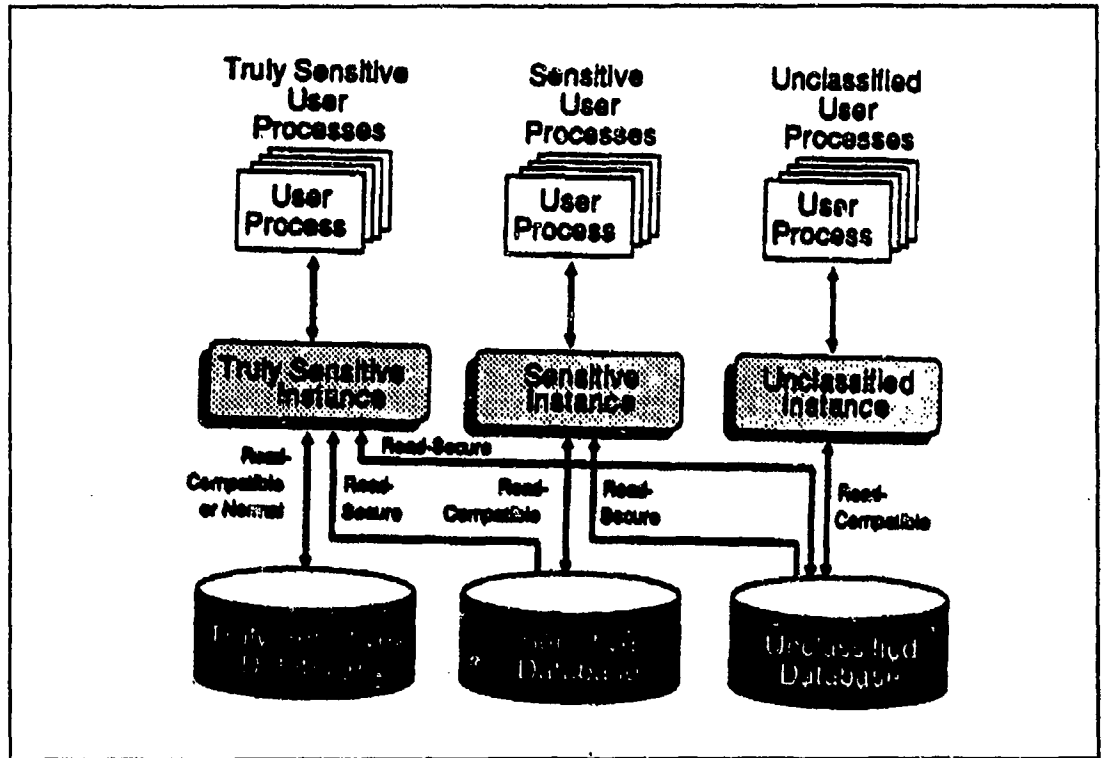 Truly Sensitive
User
Processes
Sensitive
User
Processes
Unclassified
User
Processes
User
Process
User
Process
User
Process
Truly Sensitive
Instance
Sensitive
Instance
Unclassified
Instance
Read-
Compatible
or Normal
Read-
Secure
Read-Secure
Read-
Compatible
Read-
Secure
Read-
Compatible
Database
Unclassified
Database